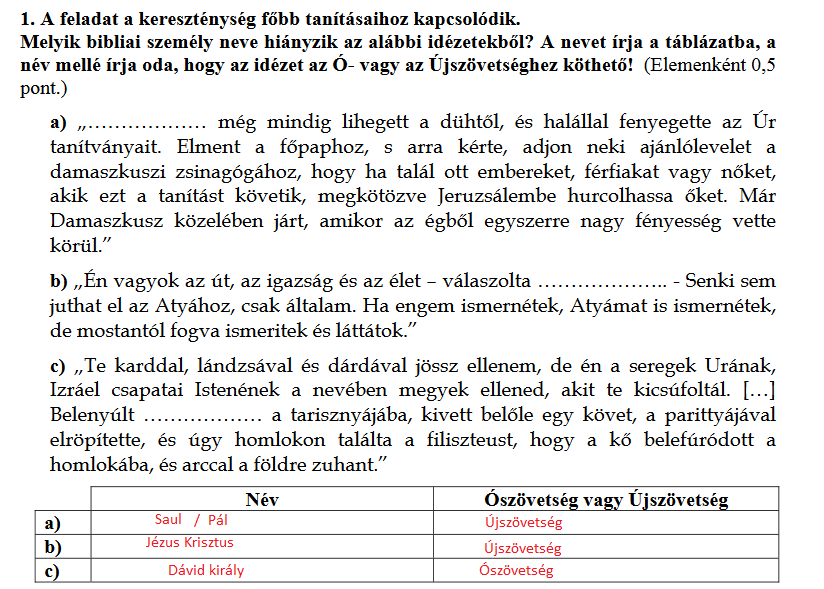 1. A feladat a kereszténység főbb tanításaihoz kapcsolódik.
Melyik bibliai személy neve hiányzik az alábbi idézetekből? A nevet írja a táblázatba, a
név mellé írja oda, hogy az idézet az Ó- vagy az Újszövetséghez köthető! (Elemenként 0,5
pont.)
a) „……………… még mindig lihegett a dühtől, és halállal fenyegette az Úr
tanítványait. Elment a főpaphoz, s arra kérte, adjon neki ajánlólevelet a
damaszkuszi zsinagógához, hogy ha talál ott embereket, férfiakat vagy nőket,
akik ezt a tanítást követik, megkötözve Jeruzsálembe hurcolhassa őket. Már
Damaszkusz közelében járt, amikor az égből egyszerre nagy fényesség vette
körül.”
b) „Én vagyok az út, az igazság és az élet – válaszolta ……………….. - Senki sem
juthat el az Atyához, csak általam. Ha engem ismernétek, Atyámat is ismernétek,
de mostantól fogva ismeritek és láttátok.”
c) „Te karddal, lándzsával és dárdával jössz ellenem, de én a seregek Urának,
Izráel csapatai Istenének a nevében megyek ellened, akit te kicsúfoltál. […]
Belenyúlt ……………… a tarisznyájába, kivett belőle egy követ, a parittyájával
elröpítette, és úgy homlokon találta a filiszteust, hogy a kő belefúródott a
homlokába, és arccal a földre zuhant.”
Név Ószövetség vagy Újszövetség
a) Saul / Pál Újszövetség
b) Jézus Krisztus Újszövetség
c) Dávid király Ószövetség